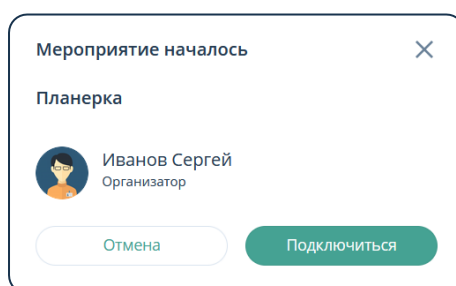 Мероприятие началось
Планерка
Иванов Сергей
Организатор
Отмена
Подключиться